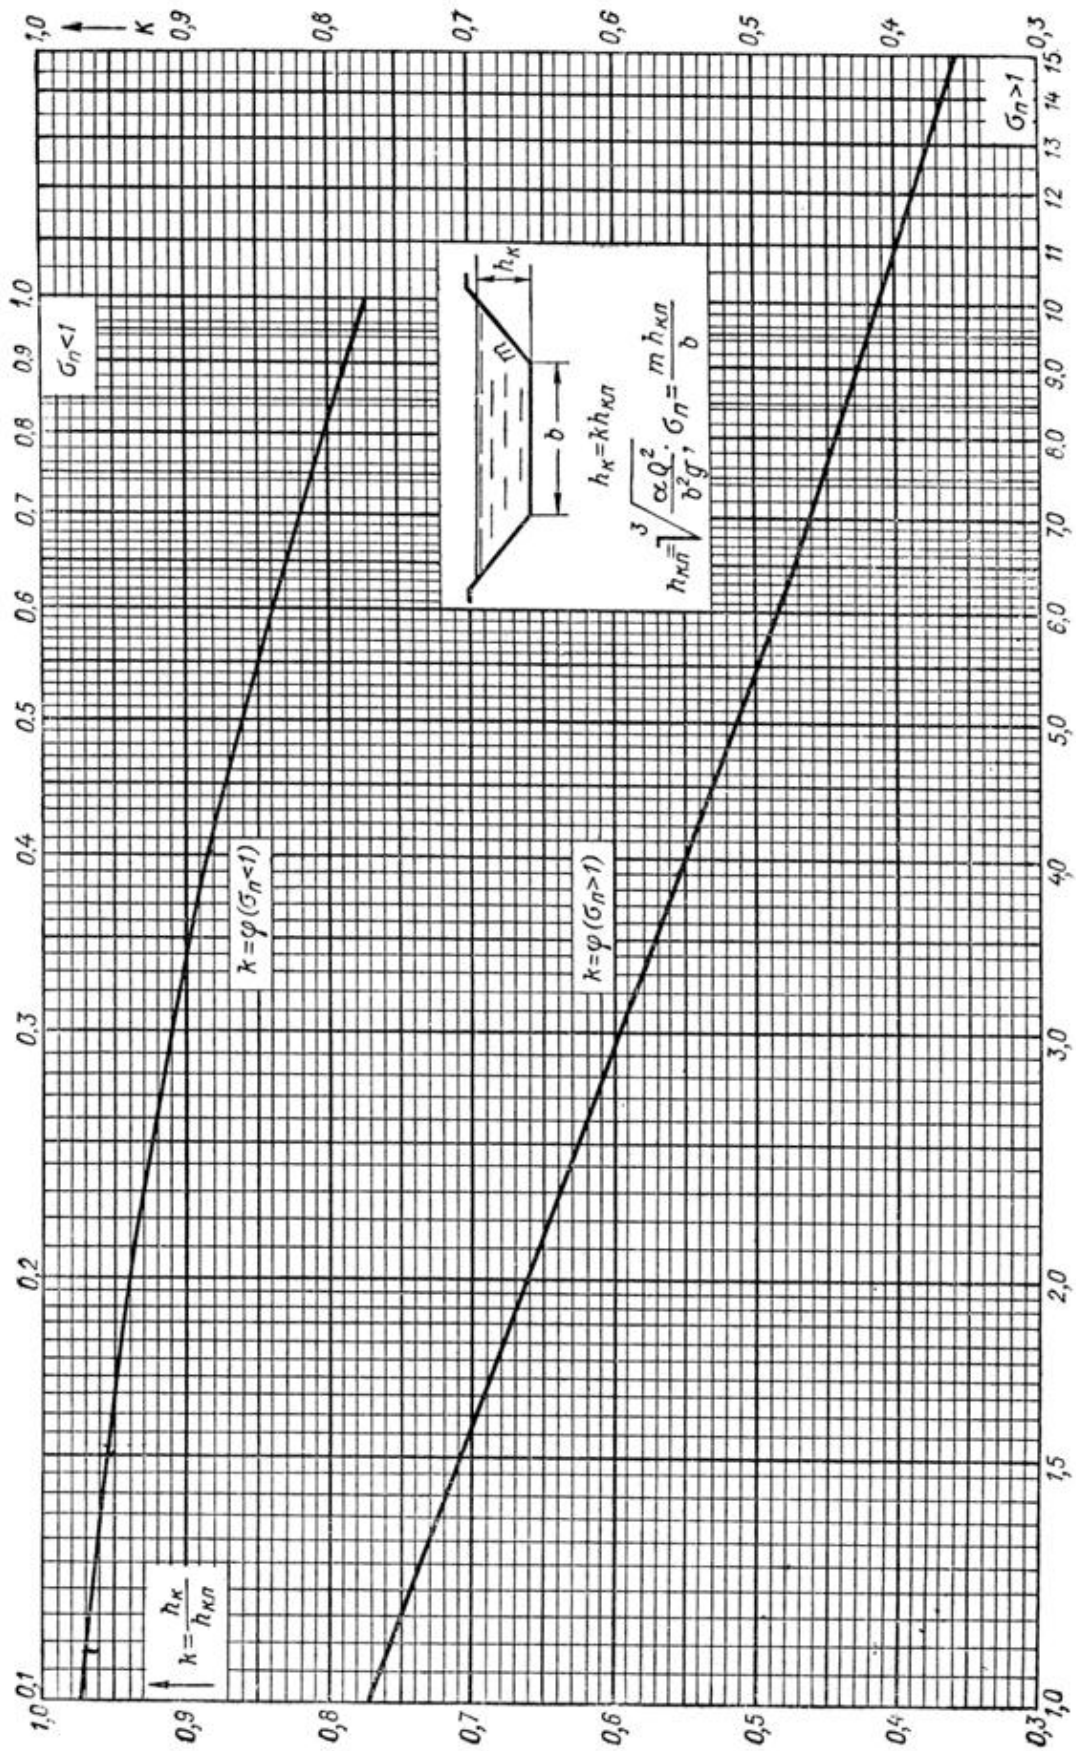 1,0 0,9 0,8 0,7 0,6 0,5 0,4 0,3
K
0,1 0,2 0,3 0,4 0,5 0,6 0,7 0,8 0,9 1.0
σп<1
k=hк/hкп
k=φ(σп<1)
k=φ(σп>1)
hк
m
b
hк=khкп
hкп=∛(αQ²/b²g); σп=m hкп/b
σп>1
1,0 0,9 0,8 0,7 0,6 0,5 0,4 0,3
1,0 1,5 2,0 3,0 4,0 5,0 6,0 7,0 8,0 9,0 10 11 12 13 14 15